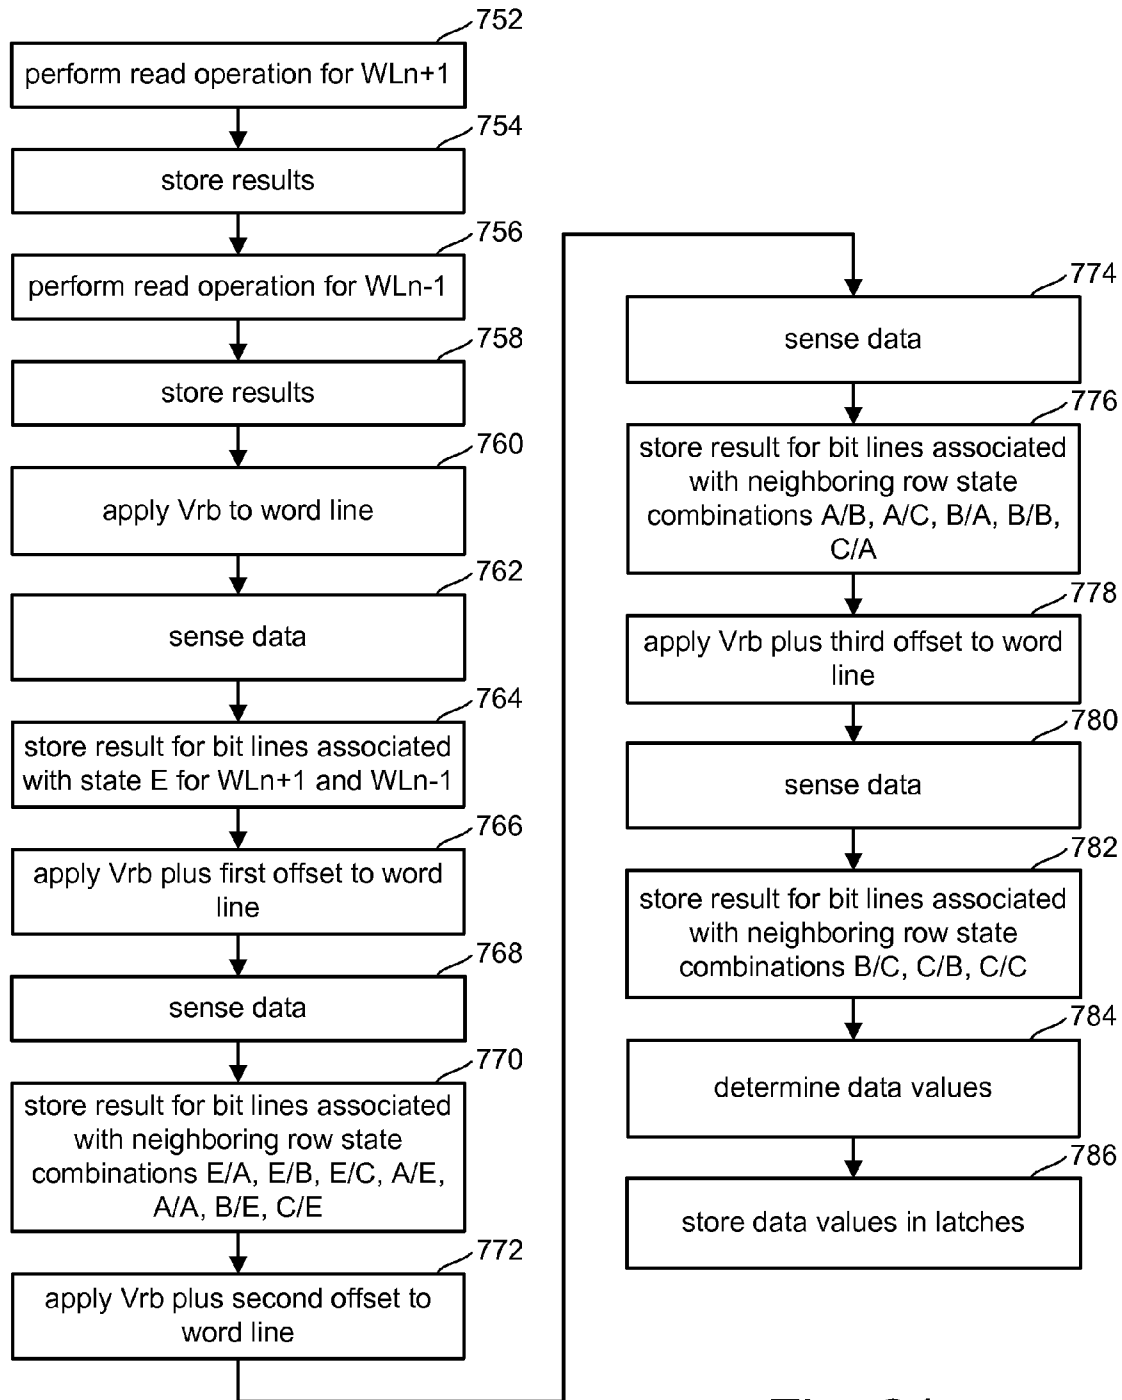 752
perform read operation for WLn+1
754
store results
756
perform read operation for WLn-1
758
store results
760
apply Vrb to word line
762
sense data
764
store result for bit lines associated
with state E for WLn+1 and WLn-1
766
apply Vrb plus first offset to word
line
768
sense data
770
store result for bit lines associated
with neighboring row state
combinations E/A, E/B, E/C, A/E,
A/A, B/E, C/E
772
apply Vrb plus second offset to
word line
774
sense data
776
store result for bit lines associated
with neighboring row state
combinations A/B, A/C, B/A, B/B,
C/A
778
apply Vrb plus third offset to word
line
780
sense data
782
store result for bit lines associated
with neighboring row state
combinations B/C, C/B, C/C
784
determine data values
786
store data values in latches